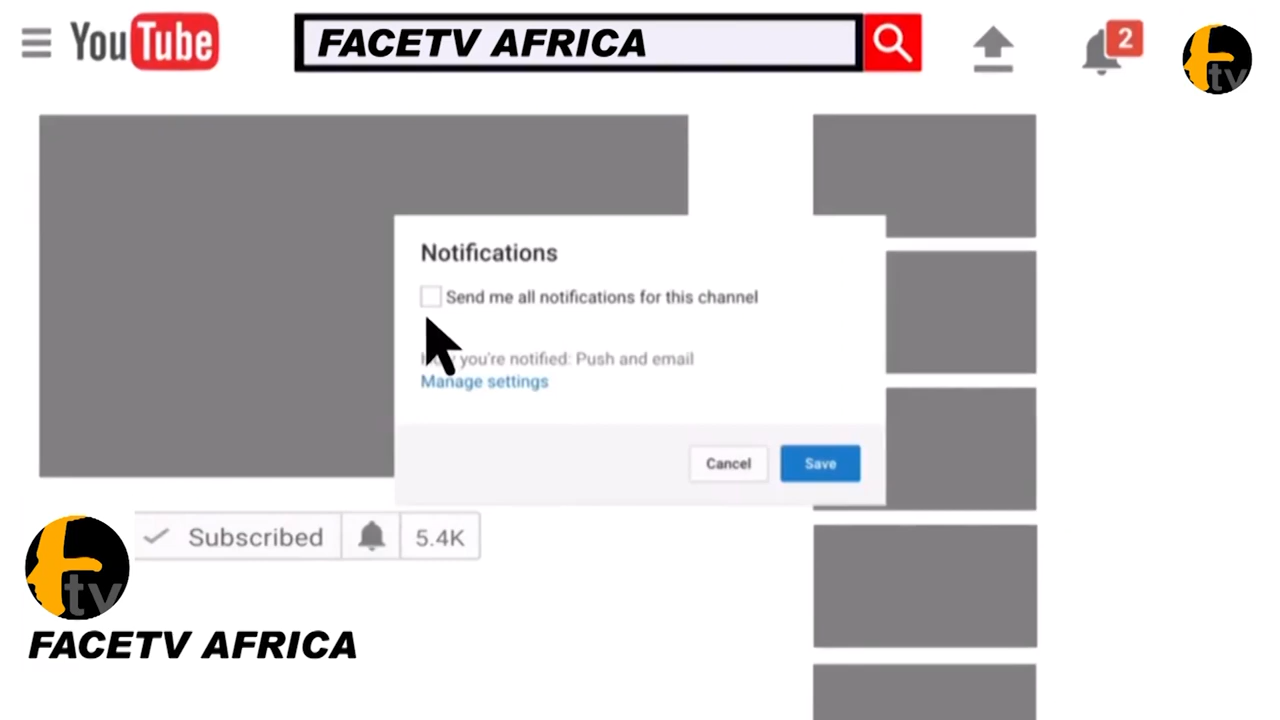 YouTube
FACETV AFRICA
2
tv
Notifications
Send me all notifications for this channel
you're notified: Push and email
Manage settings
Cancel
Save
Subscribed
5.4K
tv
FACETV AFRICA